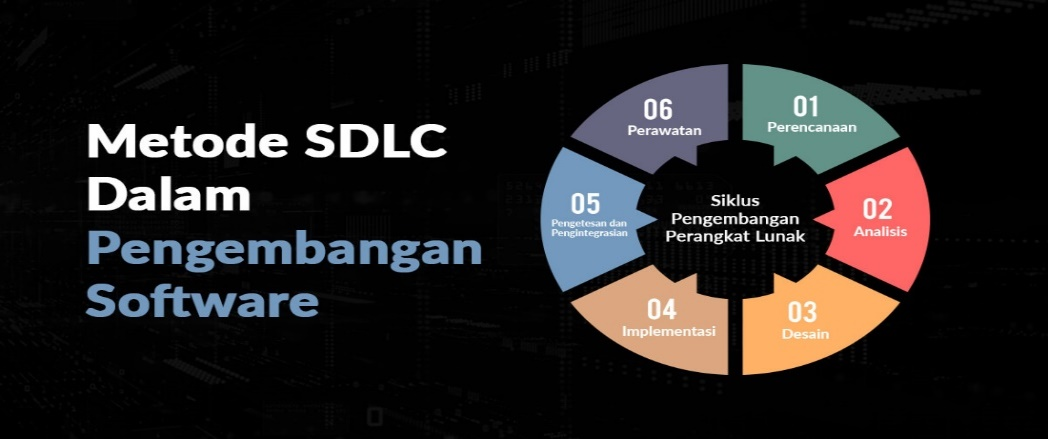 Metode SDLC
Dalam
Pengembangan
Software
06
Perawatan
01
Perencanaan
05
Pengetesan dan
Pengintegrasian
Siklus
Pengembangan
Perangkat Lunak
02
Analisis
04
Implementasi
03
Desain